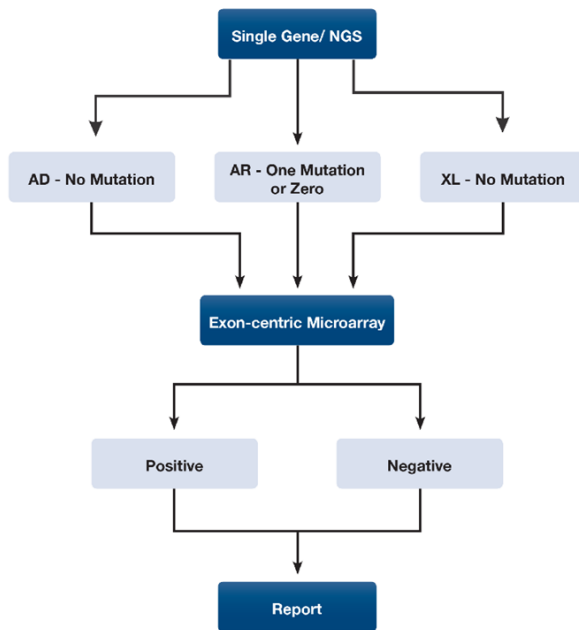 Single Gene/ NGS
AD - No Mutation
AR - One Mutation
or Zero
XL - No Mutation
Exon-centric Microarray
Positive
Negative
Report